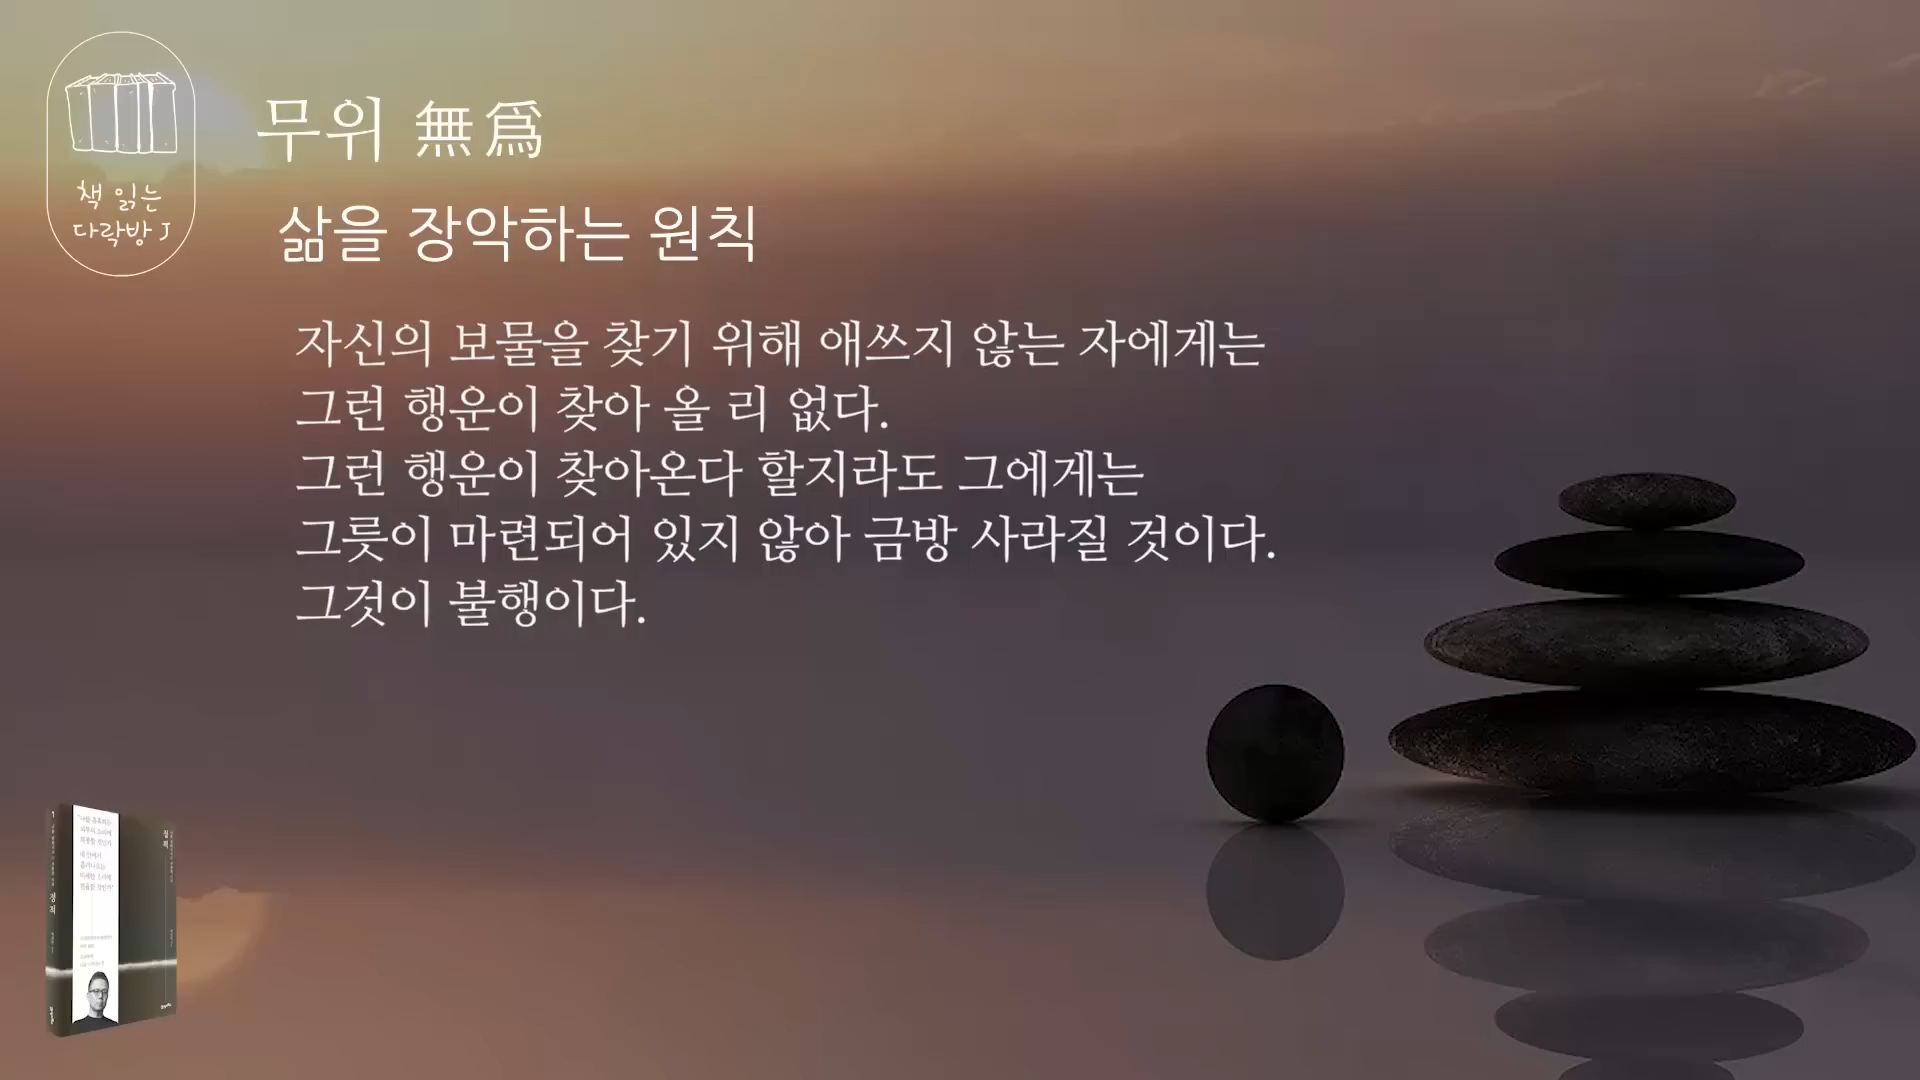 책 읽는
다락방 J
무위 無爲
삶을 장악하는 원칙
자신의 보물을 찾기 위해 애쓰지 않는 자에게는
그런 행운이 찾아 올 리 없다.
그런 행운이 찾아온다 할지라도 그에게는
그릇이 마련되어 있지 않아 금방 사라질 것이다.
그것이 불행이다.
정적